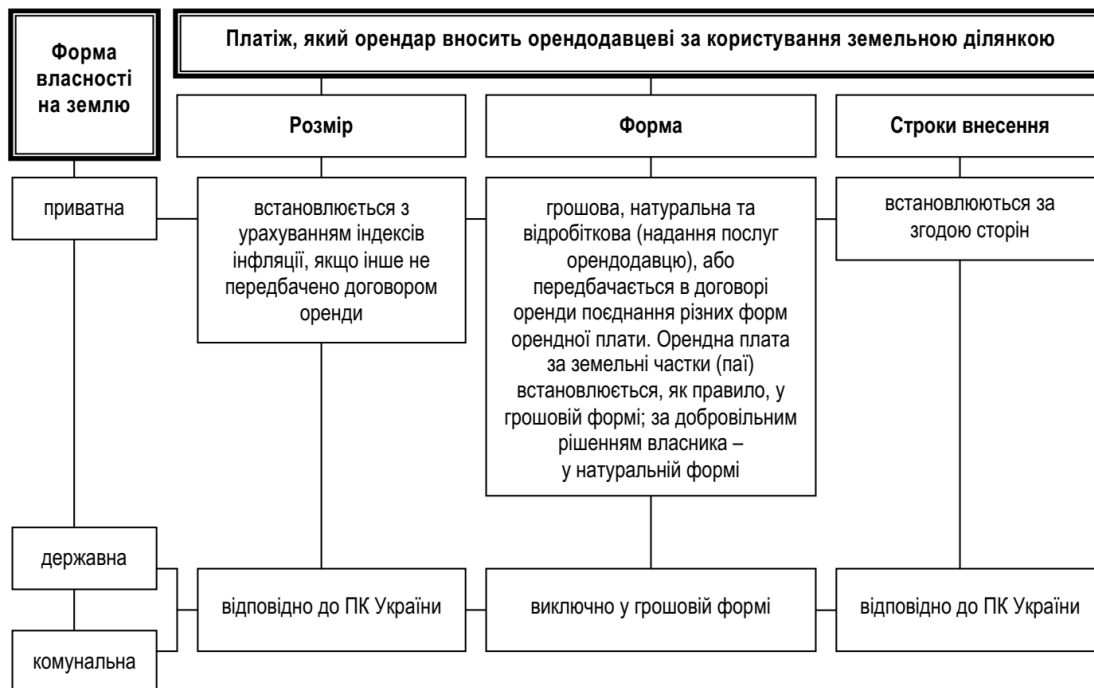 Форма
власності
на землю
Платіж, який орендар вносить орендодавцеві за користування земельною ділянкою
Розмір
Форма
Строки внесення
приватна
встановлюється з
урахуванням індексів
інфляції, якщо інше не
передбачено договором
оренди
грошова, натуральна та
відробіткова (надання послуг
орендодавцю), або
передбачається в договорі
оренди поєднання різних форм
орендної плати. Орендна плата
за земельні частки (паї)
встановлюється, як правило, у
грошовій формі; за добровільним
рішенням власника –
у натуральній формі
встановлюються за
згодою сторін
державна
комунальна
відповідно до ПК України
виключно у грошовій формі
відповідно до ПК України